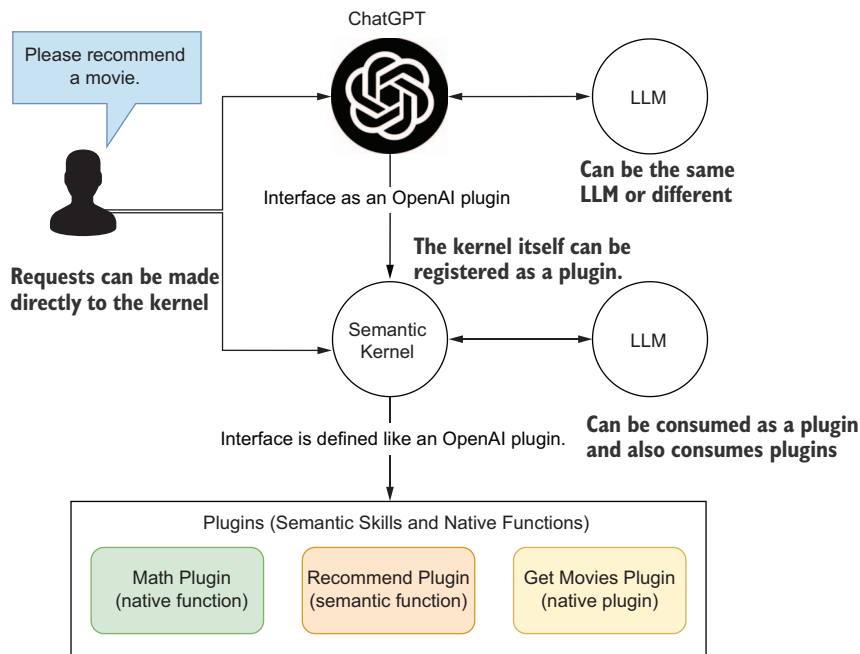 ChatGPT
Please recommend
a movie.
LLM
Can be the same
LLM or different
Interface as an OpenAI plugin
The kernel itself can be
registered as a plugin.
Requests can be made
directly to the kernel
Semantic
Kernel
LLM
Can be consumed as a plugin
and also consumes plugins
Interface is defined like an OpenAI plugin.
Plugins (Semantic Skills and Native Functions)
Math Plugin
(native function)
Recommend Plugin
(semantic function)
Get Movies Plugin
(native plugin)